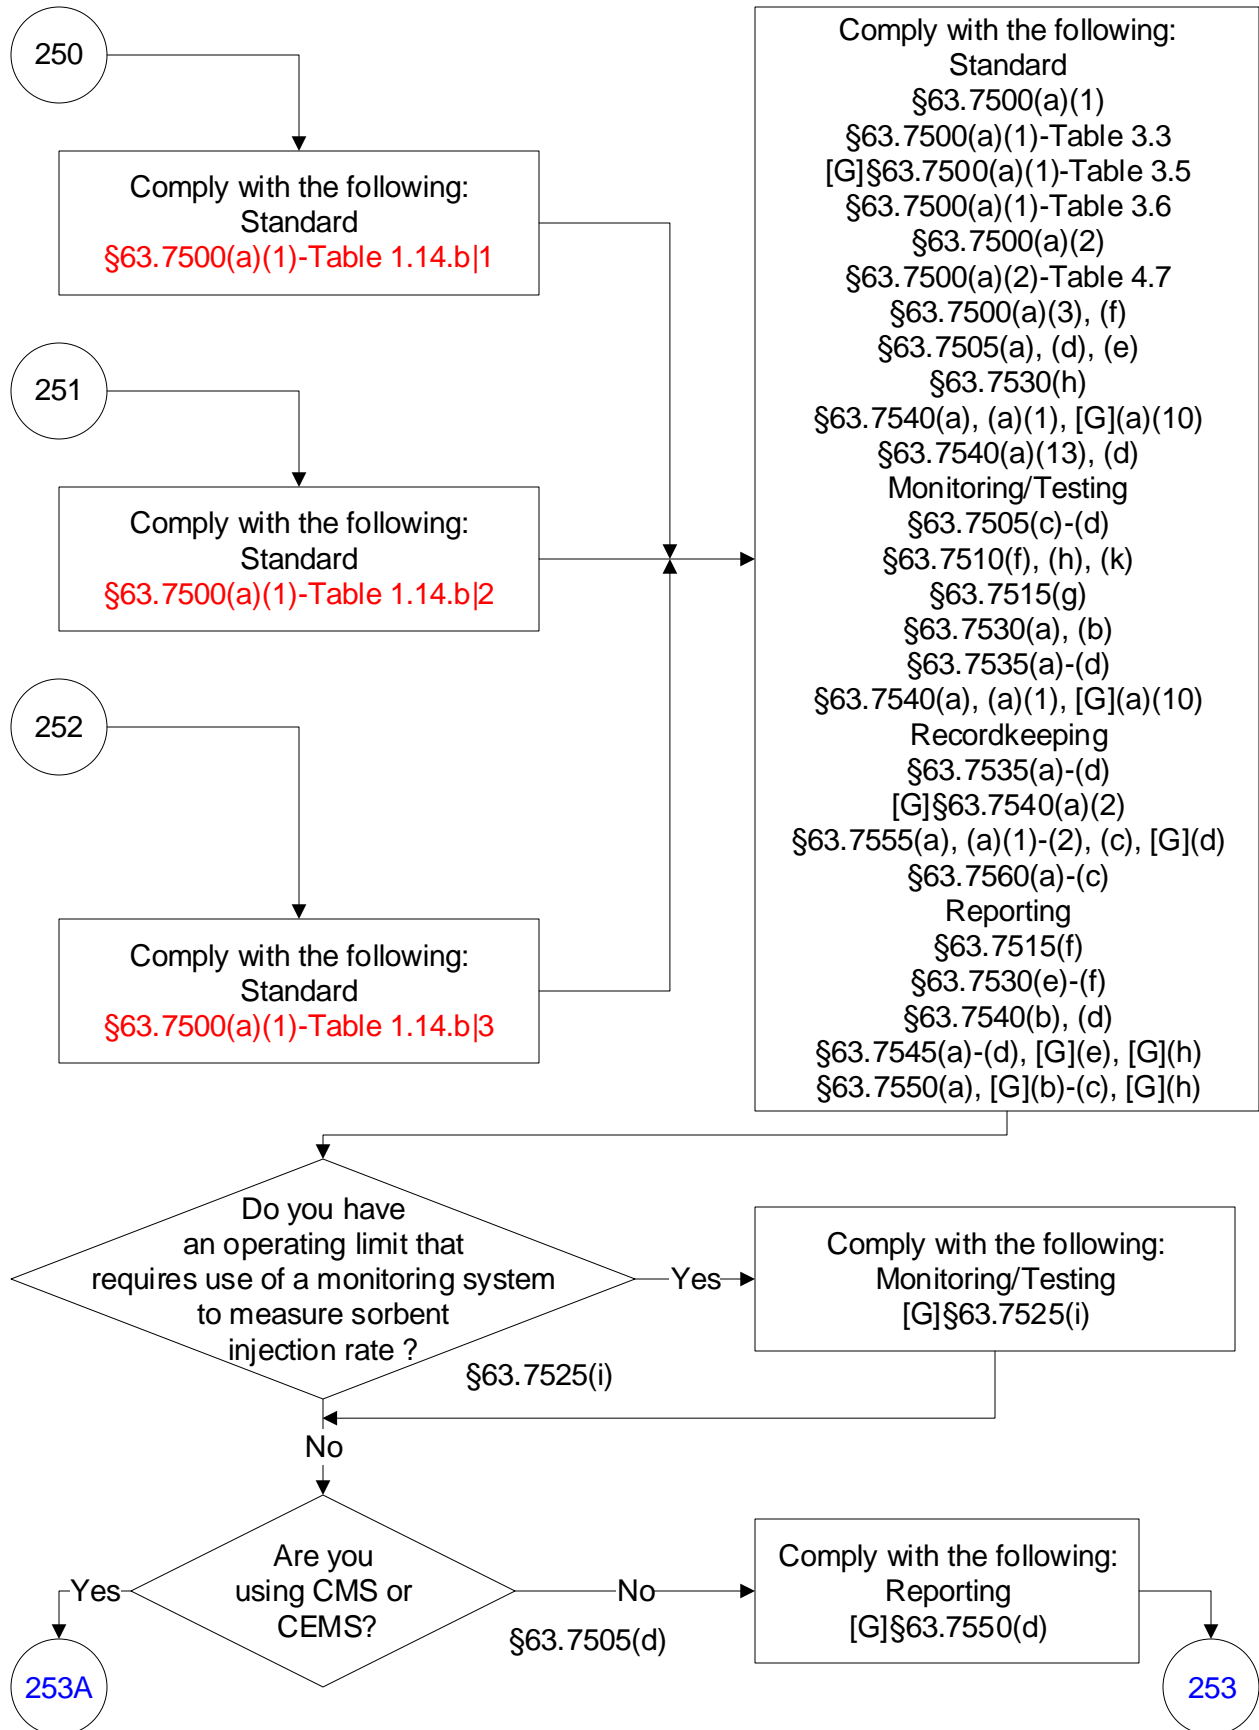 250
Comply with the following:
Standard
§63.7500(a)(1)-Table 1.14.b|1
251
Comply with the following:
Standard
§63.7500(a)(1)-Table 1.14.b|2
252
Comply with the following:
Standard
§63.7500(a)(1)-Table 1.14.b|3
Comply with the following:
Standard
§63.7500(a)(1)
§63.7500(a)(1)-Table 3.3
[G]§63.7500(a)(1)-Table 3.5
§63.7500(a)(1)-Table 3.6
§63.7500(a)(2)
§63.7500(a)(2)-Table 4.7
§63.7500(a)(3), (f)
§63.7505(a), (d), (e)
§63.7530(h)
§63.7540(a), (a)(1), [G](a)(10)
§63.7540(a)(13), (d)
Monitoring/Testing
§63.7505(c)-(d)
§63.7510(f), (h), (k)
§63.7515(g)
§63.7530(a), (b)
§63.7535(a)-(d)
§63.7540(a), (a)(1), [G](a)(10)
Recordkeeping
§63.7535(a)-(d)
[G]§63.7540(a)(2)
§63.7555(a), (a)(1)-(2), (c), [G](d)
§63.7560(a)-(c)
Reporting
§63.7515(f)
§63.7530(e)-(f)
§63.7540(b), (d)
§63.7545(a)-(d), [G](e), [G](h)
§63.7550(a), [G](b)-(c), [G](h)
Do you have
an operating limit that
requires use of a monitoring system
to measure sorbent
injection rate ?
§63.7525(i)
Yes
Comply with the following:
Monitoring/Testing
[G]§63.7525(i)
No
Are you
using CMS or
CEMS?
§63.7505(d)
Yes
253A
No
Comply with the following:
Reporting
[G]§63.7550(d)
253